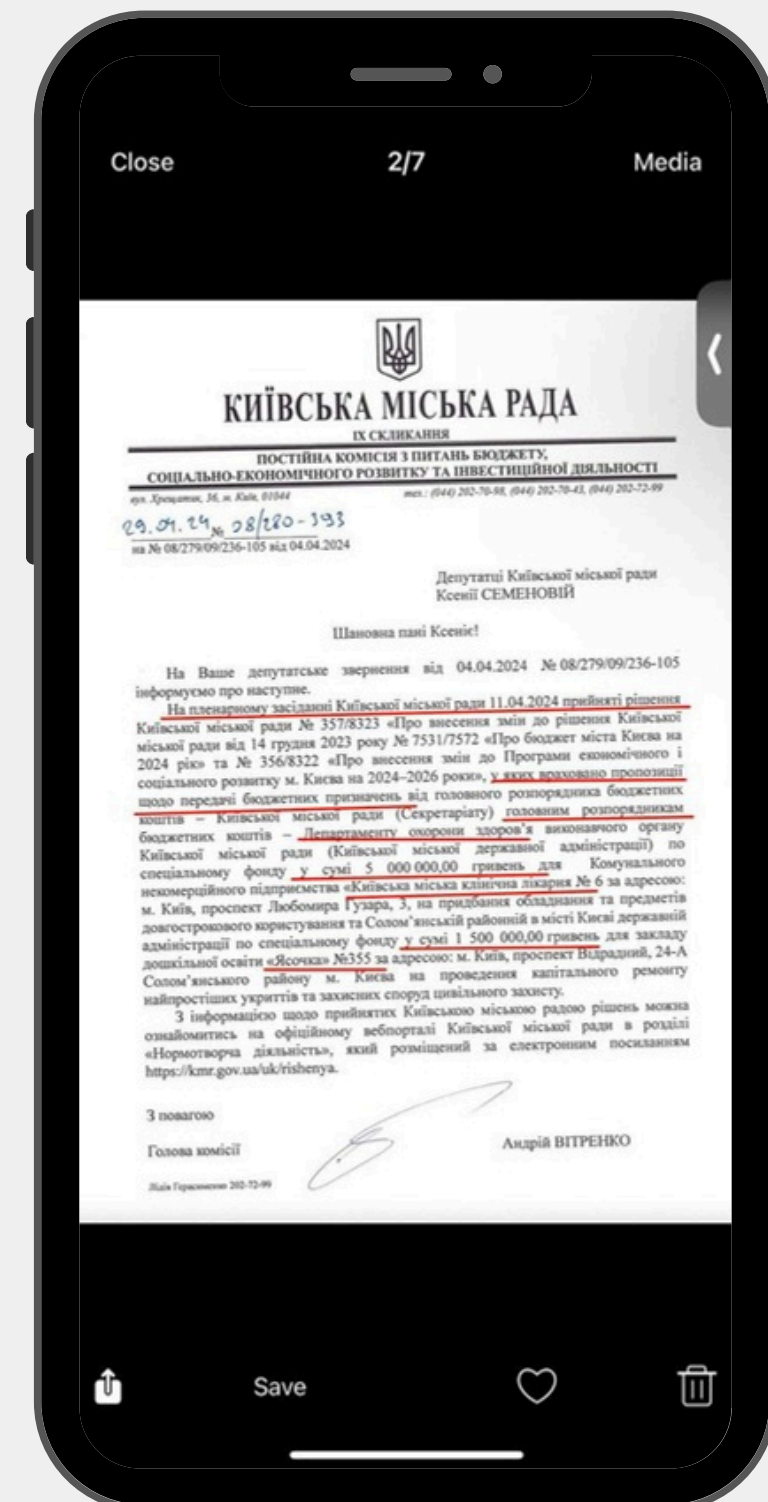 Close
2/7
Media
КИЇВСЬКА МІСЬКА РАДА
IX СКЛИКАННЯ
ПОСТІЙНА КОМІСІЯ З ПИТАНЬ БЮДЖЕТУ,
СОЦІАЛЬНО-ЕКОНОМІЧНОГО РОЗВИТКУ ТА ІНВЕСТИЦІЙНОЇ ДІЯЛЬНОСТІ
вул. Хрещатик, 36, м. Київ, 01044
тел.: (044) 202-70-98, (044) 202-70-43, (044) 202-72-99
29.04.24 № 08/280-393
на № 08/279/09/236-105 від 04.04.2024
Депутатці Київської міської ради
Ксенії СЕМЕНОВІЙ
Шановна пані Ксеніє!
На Ваше депутатське звернення від 04.04.2024 № 08/279/09/236-105
інформуємо про наступне.
На пленарному засіданні Київської міської ради 11.04.2024 прийняті рішення
Київської міської ради № 357/8323 «Про внесення змін до рішення Київської
міської ради від 14 грудня 2023 року № 7531/7572 «Про бюджет міста Києва на
2024 рік» та № 356/8322 «Про внесення змін до Програми економічного і
соціального розвитку м. Києва на 2024–2026 роки», у яких враховано пропозиції
щодо передачі бюджетних призначень від головного розпорядника бюджетних
коштів – Київської міської ради (Секретаріату) головним розпорядникам
бюджетних коштів – Департаменту охорони здоров’я виконавчого органу
Київської міської ради (Київської міської державної адміністрації) по
спеціальному фонду у сумі 5 000 000,00 гривень для Комунального
некомерційного підприємства «Київська міська клінічна лікарня № 6 за адресою:
м. Київ, проспект Любомира Гузара, 3, на придбання обладнання та предметів
довгострокового користування та Солом’янській районній в місті Києві державній
адміністрації по спеціальному фонду у сумі 1 500 000,00 гривень для закладу
дошкільної освіти «Ясочка» №355 за адресою: м. Київ, проспект Відрадний, 24-А
Солом’янського району м. Києва на проведення капітального ремонту
найпростіших укриттів та захисних споруд цивільного захисту.
З інформацією щодо прийнятих Київською міською радою рішень можна
ознайомитись на офіційному вебпорталі Київської міської ради в розділі
«Нормотворча діяльність», який розміщений за електронним посиланням
https://kmr.gov.ua/uk/rishenya.
З повагою
Голова комісії
Андрій ВІТРЕНКО
Лідія Герасименко 202-72-99
Save